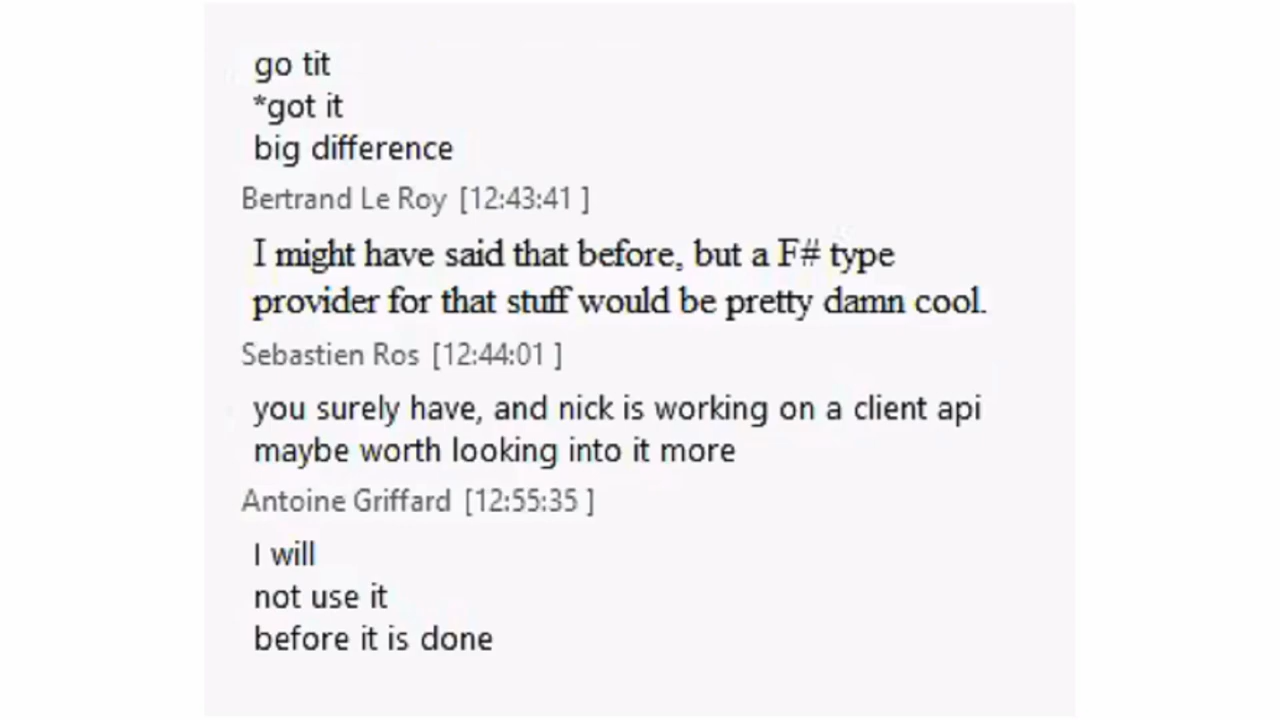 go tit
*got it
big difference
Bertrand Le Roy [12:43:41 ]
I might have said that before, but a F# type
provider for that stuff would be pretty damn cool.
Sebastien Ros [12:44:01 ]
you surely have, and nick is working on a client api
maybe worth looking into it more
Antoine Griffard [12:55:35 ]
I will
not use it
before it is done